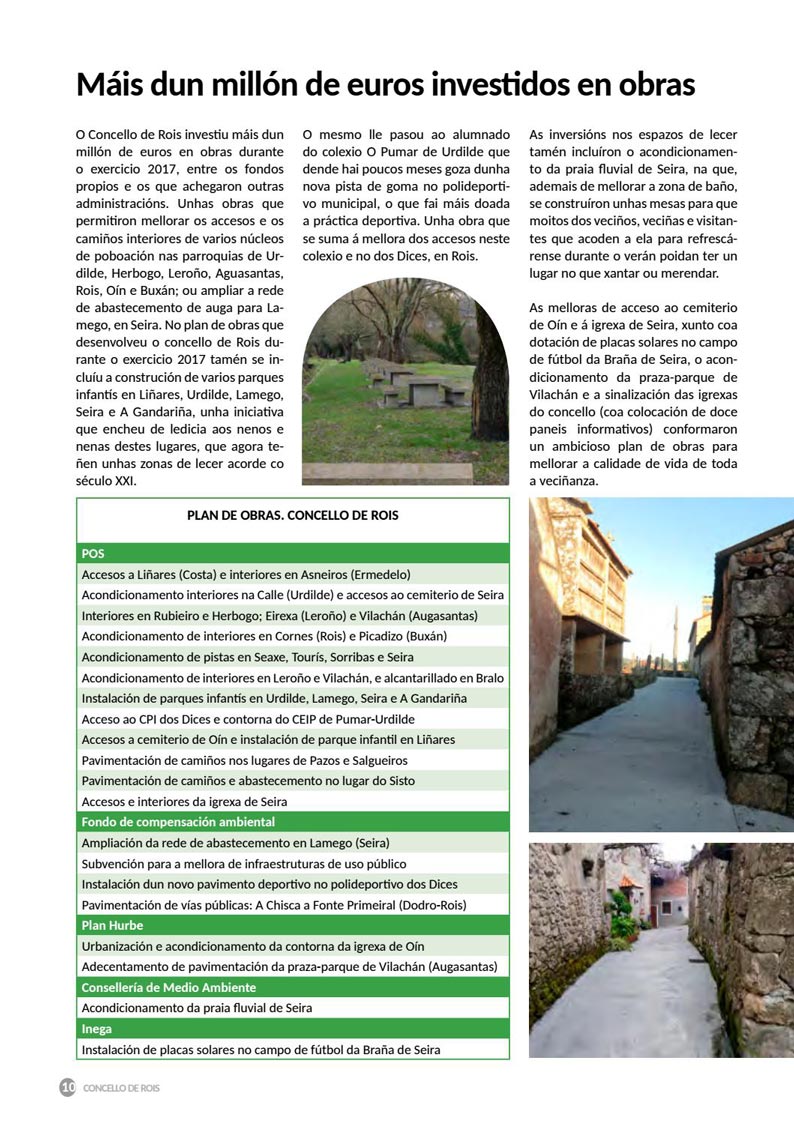 Máis dun millón de euros investidos en obras
O Concello de Rois investiu máis dun
millón de euros en obras durante
o exercicio 2017, entre os fondos
propios e os que achegaron outras
administracións. Unhas obras que
permitiron mellorar os accesos e os
camiños interiores de varios núcleos
de poboación nas parroquias de Ur-
dilde, Herbogo, Leroño, Aguasantas,
Rois, Oín e Buxán; ou ampliar a rede
de abastecemento de auga para La-
mego, en Seira. No plan de obras que
desenvolveu o concello de Rois du-
rante o exercicio 2017 tamén se in-
cluíu a construción de varios parques
infantís en Liñares, Urdilde, Lamego,
Seira e A Gandariña, unha iniciativa
que encheu de ledicia aos nenos e
nenas destes lugares, que agora te-
ñen unhas zonas de lecer acorde co
século XXI.
O mesmo lle pasou ao alumnado
do colexio O Pumar de Urdilde que
dende hai poucos meses goza dunha
nova pista de goma no polideporti-
vo municipal, o que fai máis doada
a práctica deportiva. Unha obra que
se suma á mellora dos accesos neste
colexio e no dos Dices, en Rois.
As inversións nos espazos de lecer
tamén incluíron o acondicionamen-
to da praia fluvial de Seira, na que,
ademais de mellorar a zona de baño,
se construíron unhas mesas para que
moitos dos veciños, veciñas e visitan-
tes que acoden a ela para refrescá-
rense durante o verán poidan ter un
lugar no que xantar ou merendar.
As melloras de acceso ao cemiterio
de Oín e á igrexa de Seira, xunto coa
dotación de placas solares no campo
de fútbol da Braña de Seira, o acon-
dicionamento da praza-parque de
Vilachán e a sinalización das igrexas
do concello (coa colocación de doce
paneis informativos) conformaron
un ambicioso plan de obras para
mellorar a calidade de vida de toda
a veciñanza.
PLAN DE OBRAS. CONCELLO DE ROIS
POS
Accesos a Liñares (Costa) e interiores en Asneiros (Ermedelo)
Acondicionamento interiores na Calle (Urdilde) e accesos ao cemiterio de Seira
Interiores en Rubieiro e Herbogo; Eirexa (Leroño) e Vilachán (Augasantas)
Acondicionamento de interiores en Cornes (Rois) e Picadizo (Buxán)
Acondicionamento de pistas en Seaxe, Tourís, Sorribas e Seira
Acondicionamento de interiores en Leroño e Vilachán, e alcantarillado en Bralo
Instalación de parques infantís en Urdilde, Lamego, Seira e A Gandariña
Acceso ao CPI dos Dices e contorna do CEIP de Pumar-Urdilde
Accesos a cemiterio de Oín e instalación de parque infantil en Liñares
Pavimentación de camiños nos lugares de Pazos e Salgueiros
Pavimentación de camiños e abastecemento no lugar do Sisto
Accesos e interiores da igrexa de Seira
Fondo de compensación ambiental
Ampliación da rede de abastecemento en Lamego (Seira)
Subvención para a mellora de infraestruturas de uso público
Instalación dun novo pavimento deportivo no polideportivo dos Dices
Pavimentación de vías públicas: A Chisca a Fonte Primeiral (Dodro-Rois)
Plan Hurbe
Urbanización e acondicionamento da contorna da igrexa de Oín
Adecentamento de pavimentación da praza-parque de Vilachán (Augasantas)
Consellería de Medio Ambiente
Acondicionamento da praia fluvial de Seira
Inega
Instalación de placas solares no campo de fútbol da Braña de Seira
10 CONCELLO DE ROIS